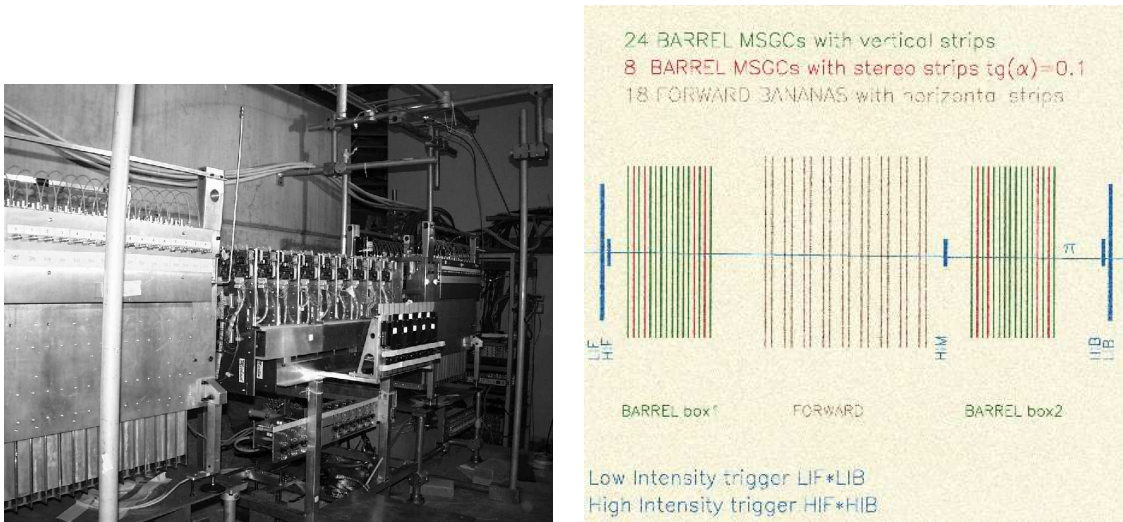 24 BARREL MSGCs with vertical strips
8 BARREL MSGCs with stereo strips tg(α)=0.1
18 FORWARD BANANAS with horizontal strips
π
LIF
HIF
HIM
HIB
LIB
BARREL box1
FORWARD
BARREL box2
Low Intensity trigger LIF*LIB
High Intensity trigger HIF*HIB